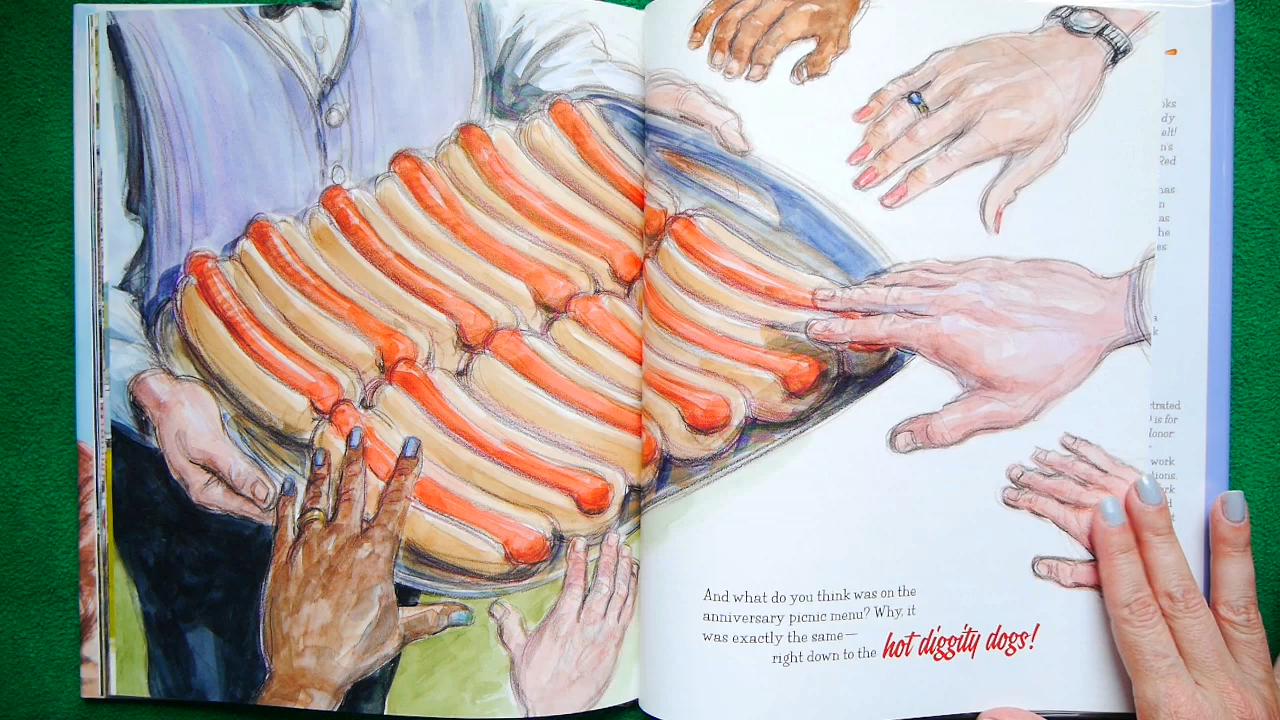 And what do you think was on the
anniversary picnic menu? Why, it
was exactly the same—
right down to the hot diggity dogs!
work